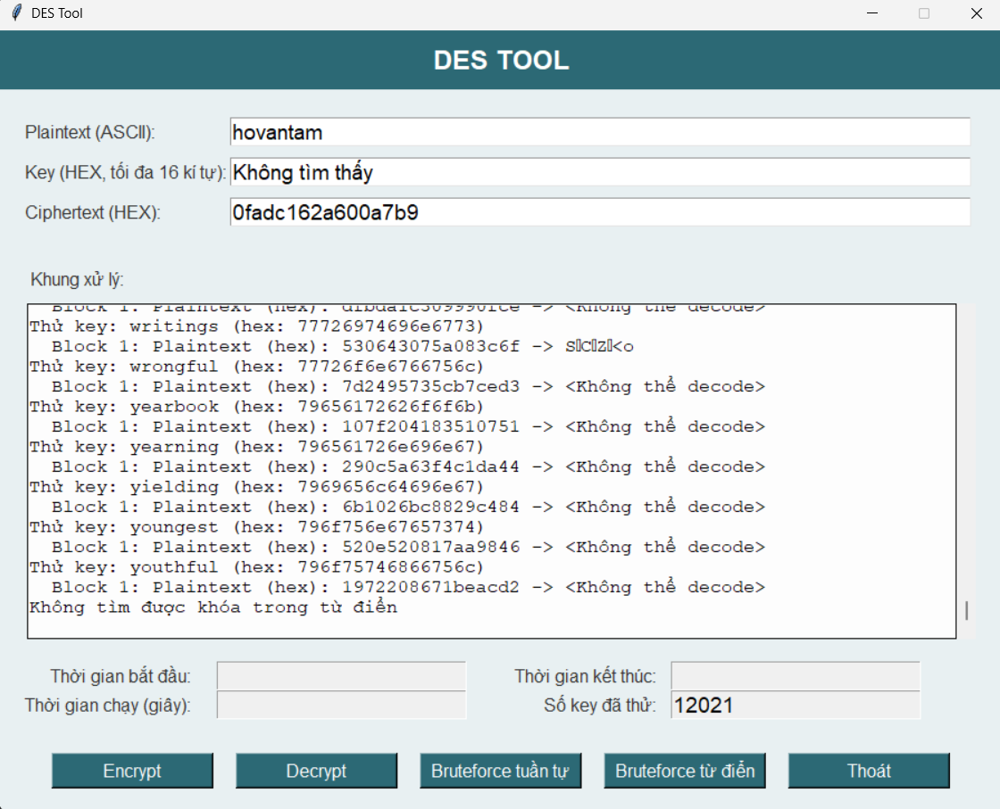 DES Tool
DES TOOL
Plaintext (ASCII): hovantam
Key (HEX, tối đa 16 kí tự): Không tìm thấy
Ciphertext (HEX): 0fadc162a600a7b9
Khung xử lý:
Block 1: Plaintext (hex): -> <Không thể decode>
Thử key: writings (hex: 77726974696e6773)
Block 1: Plaintext (hex): 530643075a083c6f -> SCZ<o
Thử key: wrongful (hex: 77726f6e6766756c)
Block 1: Plaintext (hex): 7d2495735cb7ced3 -> <Không thể decode>
Thử key: yearbook (hex: 79656172626f6f6b)
Block 1: Plaintext (hex): 107f204183510751 -> <Không thể decode>
Thử key: yearning (hex: 796561726e696e67)
Block 1: Plaintext (hex): 290c5a63f4c1da44 -> <Không thể decode>
Thử key: yielding (hex: 7969656c64696e67)
Block 1: Plaintext (hex): 6b1026bc8829c484 -> <Không thể decode>
Thử key: youngest (hex: 796f756e67657374)
Block 1: Plaintext (hex): 520e520817aa9846 -> <Không thể decode>
Thử key: youthful (hex: 796f75746866756c)
Block 1: Plaintext (hex): 1972208671beacd2 -> <Không thể decode>
Không tìm được khóa trong từ điển
Thời gian bắt đầu: Thời gian kết thúc:
Thời gian chạy (giây): Số key đã thử: 12021
Encrypt Decrypt Bruteforce tuần tự Bruteforce từ điển Thoát